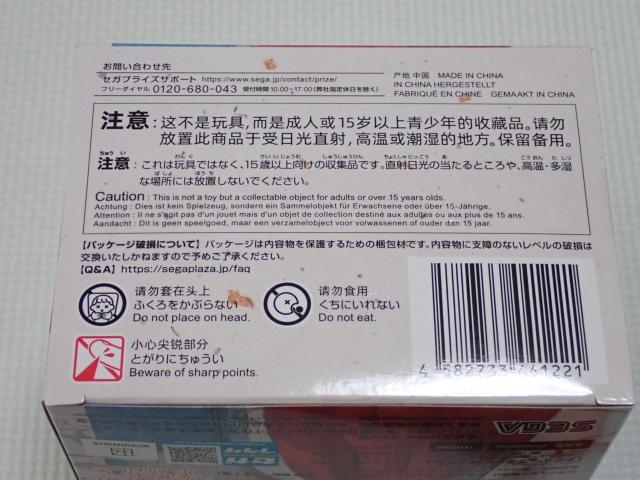 お問い合わせ先
セガプライズサポート https://www.sega.jp/contact/prize/
フリーダイヤル 0120-680-043 受付時間10:00~17:00(弊社指定休日を除く)
产地 中国 MADE IN CHINA
IN CHINA HERGESTELLT
FABRIQUÉ EN CHINE GEMAAKT IN CHINA
注意:这不是玩具,而是成人或15岁以上青少年的收藏品。请勿
放置此商品于受日光直射,高温或潮湿的地方。保留备用。
注意:これは玩具ではなく、15歳以上向けの収集品です。直射日光の当たるところや、高温・多湿
な場所には放置しないでください。
Caution : This is not a toy but a collectable object for adults or over 15 years olds.
Achtung : Dies ist kein Spielzeug, sondern ein Sammelobjekt für Erwachsene oder über 15-Jährige.
Attention : Il ne s'agit pas d'un jouet mais d'un objet de collection destiné aux adultes ou aux plus de 15 ans.
Aandacht : Dit is geen speelgoed, maar een verzamelobject voor volwassenen of ouder dan 15 jaar.
【パッケージ破損について】パッケージは内容物を保護するための梱包材です。内容物に支障のないレベルの破損は
交換いたしかねますので予めご了承ください。
【Q&A】https://segaplaza.jp/faq
请勿套在头上
ふくろをかぶらない
Do not place on head.
请勿食用
くちにいれない
Do not eat.
小心尖锐部分
とがりにちゅうい
Beware of sharp points.
4 582733 441221
SEGA
セガ
プライズ